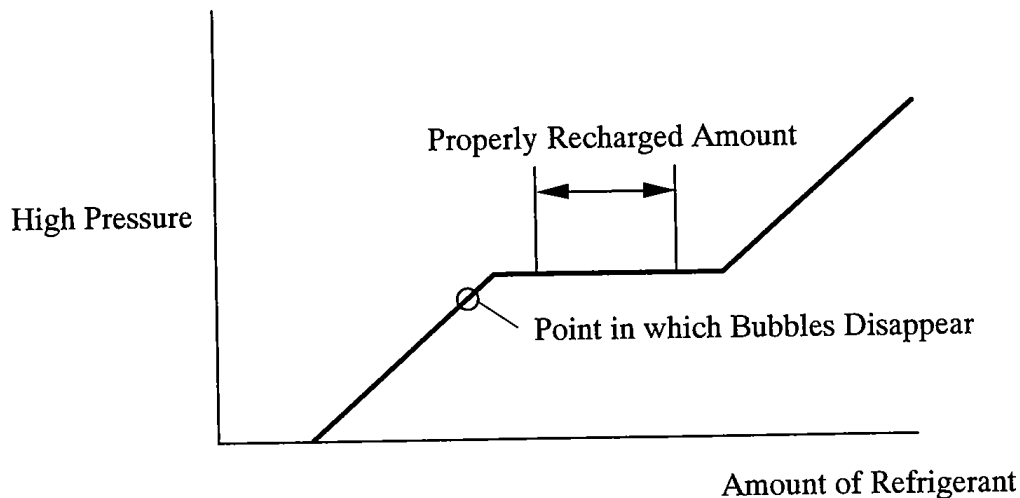 Properly Recharged Amount
High Pressure
Point in which Bubbles Disappear
Amount of Refrigerant